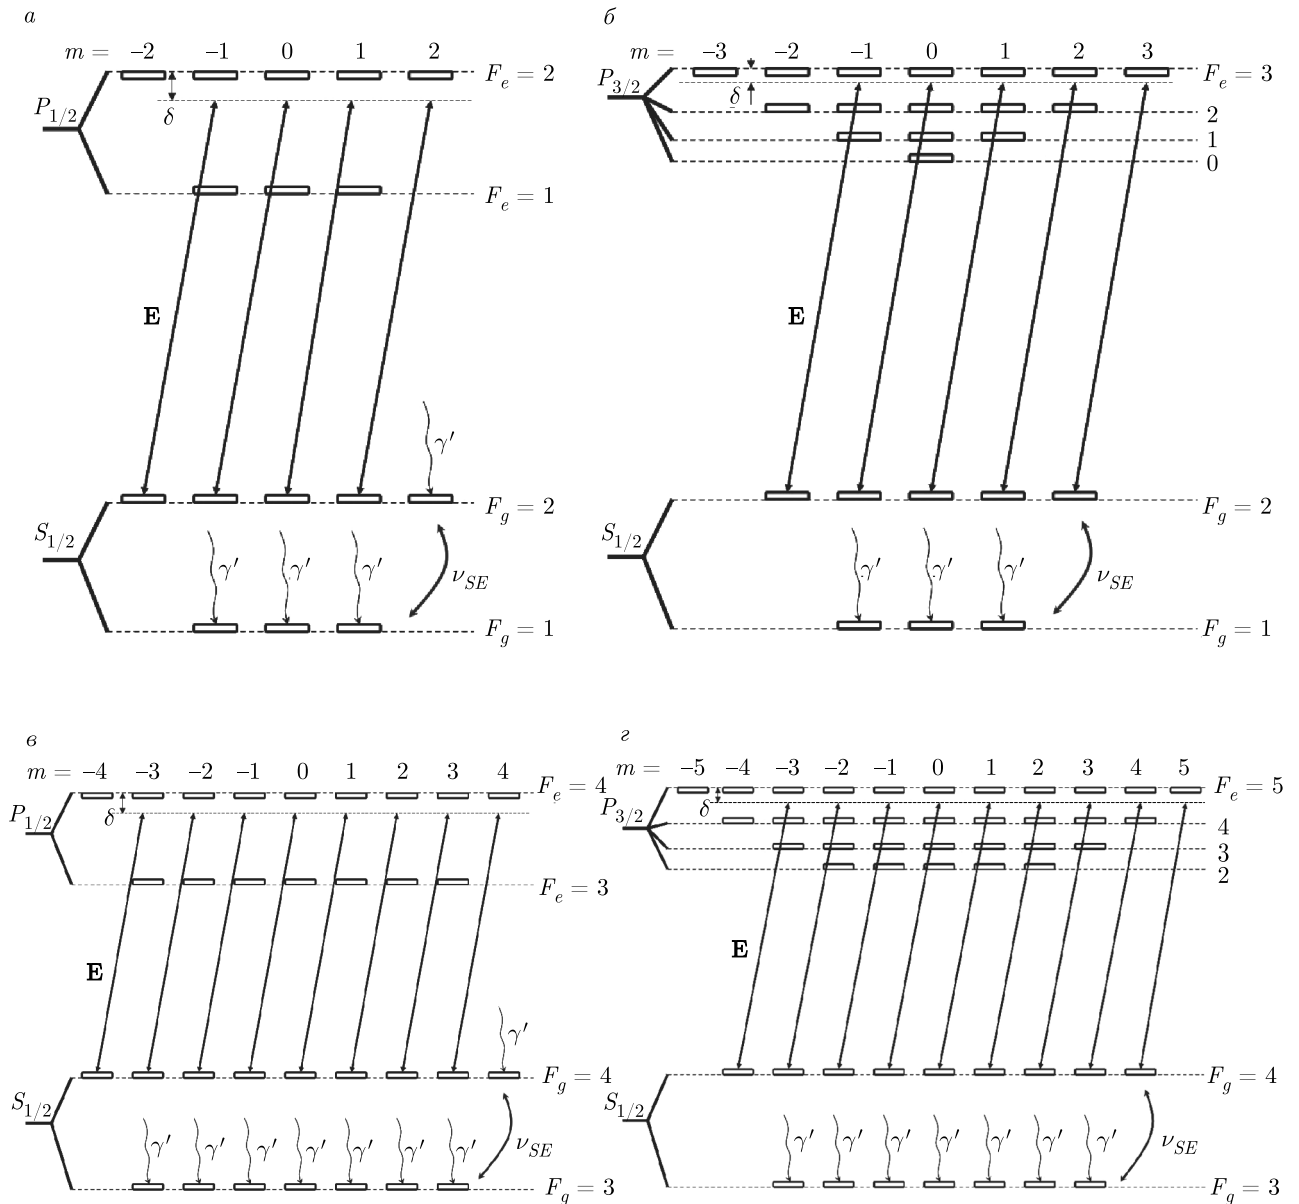 а
m = –2 –1 0 1 2
F_e = 2
P_{1/2}
δ
F_e = 1
E
γ′
F_g = 2
S_{1/2}
γ′ γ′ γ′
ν_{SE}
F_g = 1
б
m = –3 –2 –1 0 1 2 3
F_e = 3
P_{3/2}
δ
2
1
0
E
F_g = 2
S_{1/2}
γ′ γ′ γ′
ν_{SE}
F_g = 1
в
m = –4 –3 –2 –1 0 1 2 3 4
F_e = 4
P_{1/2}
δ
F_e = 3
E
γ′
F_g = 4
S_{1/2}
γ′ γ′ γ′ γ′ γ′ γ′ γ′
ν_{SE}
F_g = 3
г
m = –5 –4 –3 –2 –1 0 1 2 3 4 5
F_e = 5
P_{3/2}
δ
4
3
2
E
F_g = 4
S_{1/2}
γ′ γ′ γ′ γ′ γ′ γ′ γ′
ν_{SE}
F_g = 3